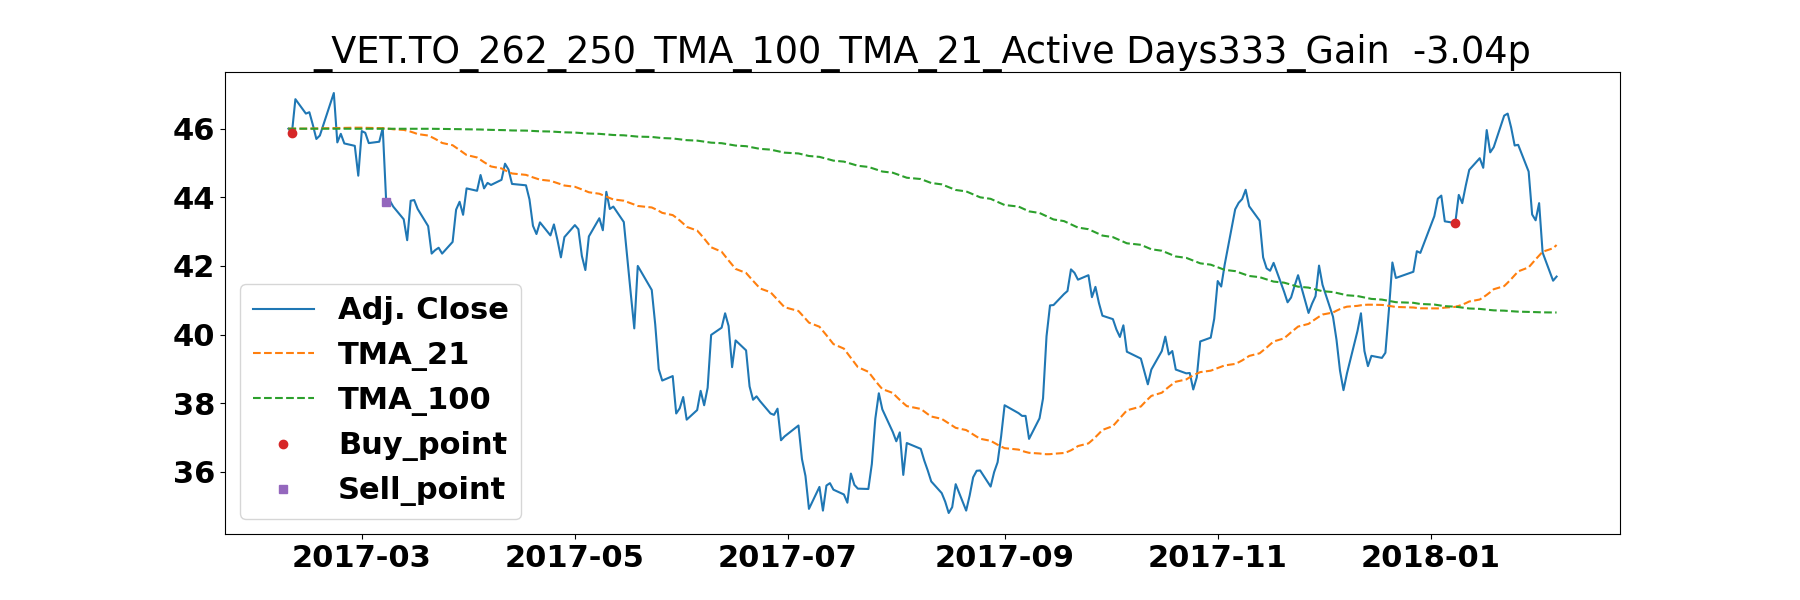 _VET.TO_262_250_TMA_100_TMA_21_Active Days333_Gain  -3.04p
46
44
42
40
38
36
Adj. Close
TMA_21
TMA_100
Buy_point
Sell_point
2017-03 2017-05 2017-07 2017-09 2017-11 2018-01